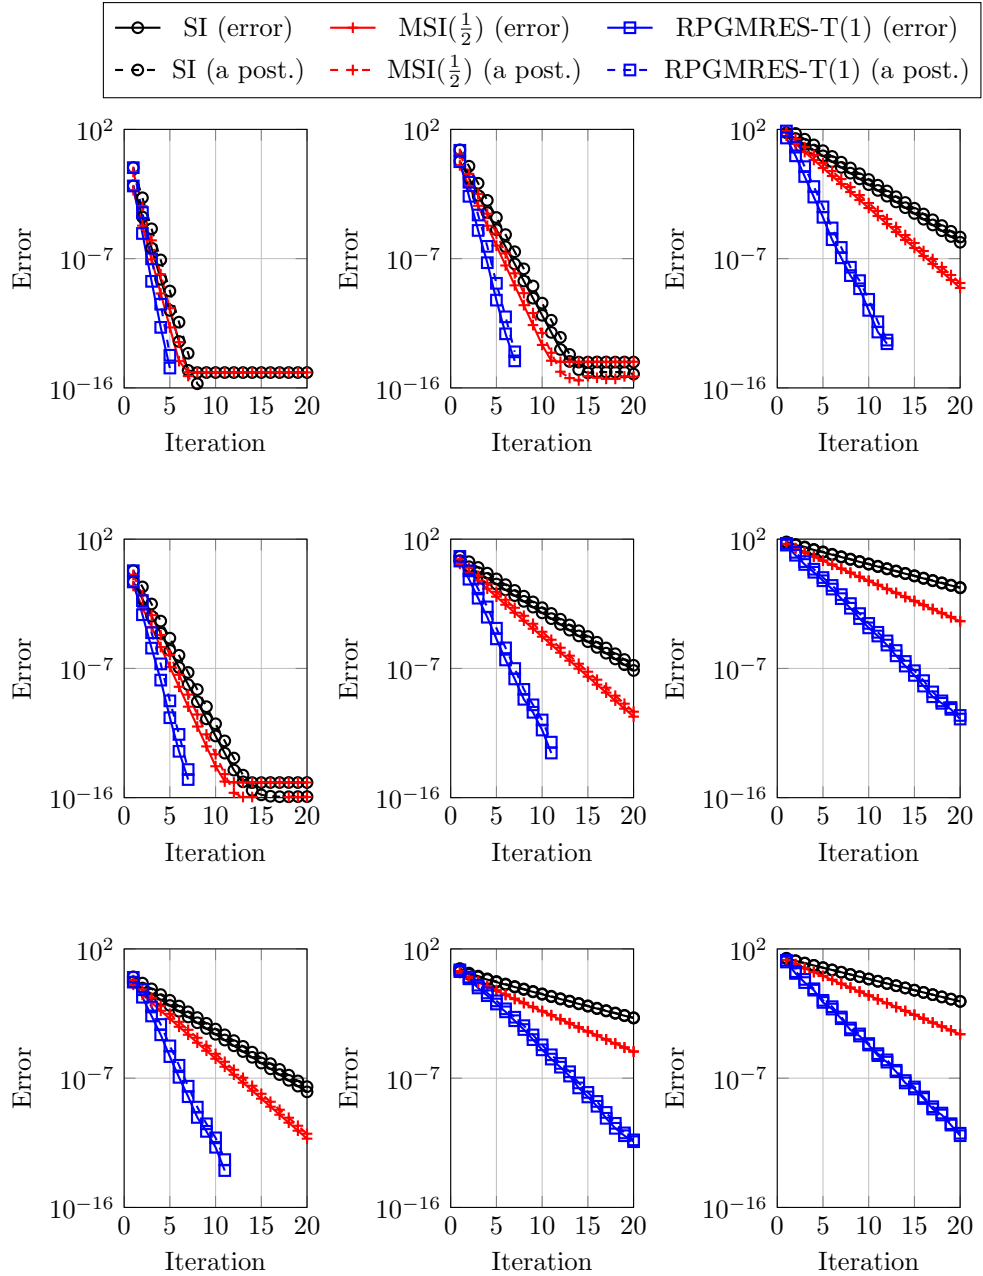 SI (error) MSI(1/2) (error) RPGMRES-T(1) (error)
SI (a post.) MSI(1/2) (a post.) RPGMRES-T(1) (a post.)
10^2 10^2 10^2
Error Error Error
10^−7 10^−7 10^−7
10^−16 10^−16 10^−16
0 5 10 15 20 0 5 10 15 20 0 5 10 15 20
Iteration Iteration Iteration
10^2 10^2 10^2
Error Error Error
10^−7 10^−7 10^−7
10^−16 10^−16 10^−16
0 5 10 15 20 0 5 10 15 20 0 5 10 15 20
Iteration Iteration Iteration
10^2 10^2 10^2
Error Error Error
10^−7 10^−7 10^−7
10^−16 10^−16 10^−16
0 5 10 15 20 0 5 10 15 20 0 5 10 15 20
Iteration Iteration Iteration